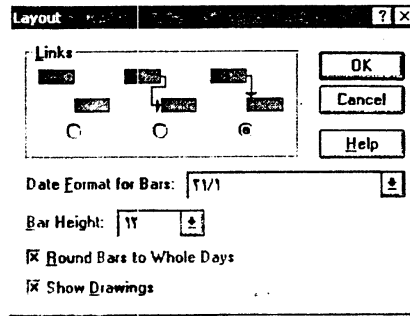 Layout ? ×
Links
OK
Cancel
Help
Date Format for Bars: ٣١/١
Bar Height: ١٢
Round Bars to Whole Days
Show Drawings